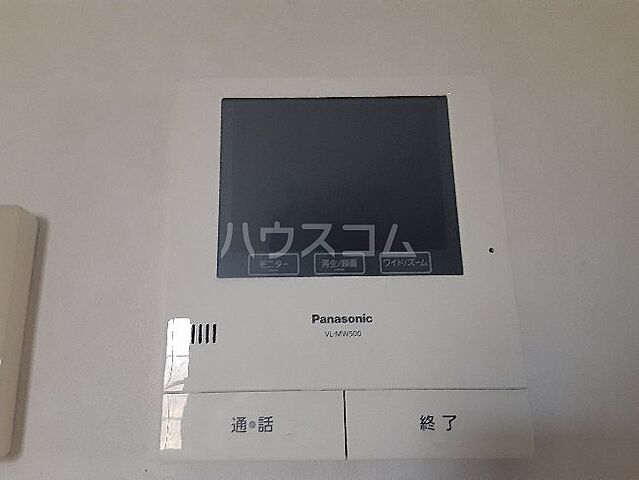 ハウスコム
モニター 再生/録画 ワイド/ズーム
Panasonic
VL-MW500
通話 終了